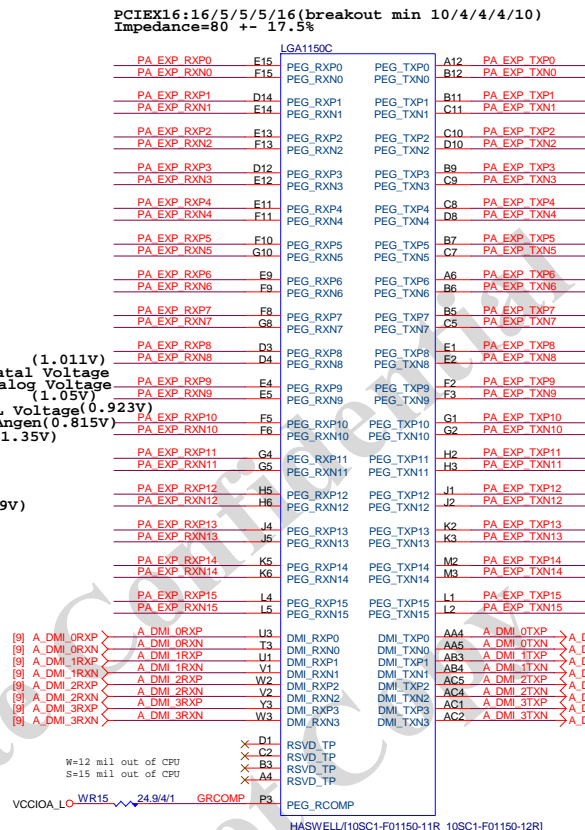 PCIEX16:16/5/5/5/16(breakout min 10/4/4/4/10)
Impedance=80 +- 17.5%
LGA1150C
PA_EXP_RXP0 E15 PEG_RXP0 PEG_TXP0 A12 PA_EXP_TXP0
PA_EXP_RXN0 F15 PEG_RXN0 PEG_TXN0 B12 PA_EXP_TXN0
PA_EXP_RXP1 D14 PEG_RXP1 PEG_TXP1 B11 PA_EXP_TXP1
PA_EXP_RXN1 E14 PEG_RXN1 PEG_TXN1 C11 PA_EXP_TXN1
PA_EXP_RXP2 E13 PEG_RXP2 PEG_TXP2 C10 PA_EXP_TXP2
PA_EXP_RXN2 F13 PEG_RXN2 PEG_TXN2 D10 PA_EXP_TXN2
PA_EXP_RXP3 D12 PEG_RXP3 PEG_TXP3 B9 PA_EXP_TXP3
PA_EXP_RXN3 E12 PEG_RXN3 PEG_TXN3 C9 PA_EXP_TXN3
PA_EXP_RXP4 E11 PEG_RXP4 PEG_TXP4 C8 PA_EXP_TXP4
PA_EXP_RXN4 F11 PEG_RXN4 PEG_TXN4 D8 PA_EXP_TXN4
PA_EXP_RXP5 F10 PEG_RXP5 PEG_TXP5 B7 PA_EXP_TXP5
PA_EXP_RXN5 G10 PEG_RXN5 PEG_TXN5 C7 PA_EXP_TXN5
PA_EXP_RXP6 E9 PEG_RXP6 PEG_TXP6 A6 PA_EXP_TXP6
PA_EXP_RXN6 F9 PEG_RXN6 PEG_TXN6 B6 PA_EXP_TXN6
PA_EXP_RXP7 F8 PEG_RXP7 PEG_TXP7 B5 PA_EXP_TXP7
PA_EXP_RXN7 G8 PEG_RXN7 PEG_TXN7 C5 PA_EXP_TXN7
PA_EXP_RXP8 D3 PEG_RXP8 PEG_TXP8 E1 PA_EXP_TXP8
(1.011V) PA_EXP_RXN8 D4 PEG_RXN8 PEG_TXN8 E2 PA_EXP_TXN8
atal Voltage
PA_EXP_RXP9 E4 PEG_RXP9 PEG_TXP9 F2 PA_EXP_TXP9
alog Voltage
(1.05V) PA_EXP_RXN9 E5 PEG_RXN9 PEG_TXN9 F3 PA_EXP_TXN9
Voltage(0.923V)
PA_EXP_RXP10 F5 PEG_RXP10 PEG_TXP10 G1 PA_EXP_TXP10
Angen(0.815V) PA_EXP_RXN10 F6 PEG_RXN10 PEG_TXN10 G2 PA_EXP_TXN10
1.35V)
PA_EXP_RXP11 G4 PEG_RXP11 PEG_TXP11 H2 PA_EXP_TXP11
PA_EXP_RXN11 G5 PEG_RXN11 PEG_TXN11 H3 PA_EXP_TXN11
PA_EXP_RXP12 H5 PEG_RXP12 PEG_TXP12 J1 PA_EXP_TXP12
9V) PA_EXP_RXN12 H6 PEG_RXN12 PEG_TXN12 J2 PA_EXP_TXN12
PA_EXP_RXP13 J4 PEG_RXP13 PEG_TXP13 K2 PA_EXP_TXP13
PA_EXP_RXN13 J5 PEG_RXN13 PEG_TXN13 K3 PA_EXP_TXN13
PA_EXP_RXP14 K5 PEG_RXP14 PEG_TXP14 M2 PA_EXP_TXP14
PA_EXP_RXN14 K6 PEG_RXN14 PEG_TXN14 M3 PA_EXP_TXN14
PA_EXP_RXP15 L4 PEG_RXP15 PEG_TXP15 L1 PA_EXP_TXP15
PA_EXP_RXN15 L5 PEG_RXN15 PEG_TXN15 L2 PA_EXP_TXN15
[9] A_DMI_0RXP A_DMI_0RXP U3 DMI_RXP0 DMI_TXP0 AA4 A_DMI_0TXP A_D
[9] A_DMI_0RXN A_DMI_0RXN T3 DMI_RXN0 DMI_TXN0 AA5 A_DMI_0TXN A_D
[9] A_DMI_1RXP A_DMI_1RXP U1 DMI_RXP1 DMI_TXP1 AB3 A_DMI_1TXP A_D
[9] A_DMI_1RXN A_DMI_1RXN V1 DMI_RXN1 DMI_TXN1 AB4 A_DMI_1TXN A_D
[9] A_DMI_2RXP A_DMI_2RXP W2 DMI_RXP2 DMI_TXP2 AC5 A_DMI_2TXP A_D
[9] A_DMI_2RXN A_DMI_2RXN V2 DMI_RXN2 DMI_TXN2 AC4 A_DMI_2TXN A_D
[9] A_DMI_3RXP A_DMI_3RXP Y3 DMI_RXP3 DMI_TXP3 AC1 A_DMI_3TXP A_D
[9] A_DMI_3RXN A_DMI_3RXN W3 DMI_RXN3 DMI_TXN3 AC2 A_DMI_3TXN A_D
D1 RSVD_TP
C2 RSVD_TP
W=12 mil out of CPU B3 RSVD_TP
S=15 mil out of CPU A4 RSVD_TP
VCCIOA_L WR15 24.9/4/1 GRCOMP P3 PEG_RCOMP
HASWELL/[10SC1-F01150-11R_10SC1-F01150-12R]
Confidential
Copy